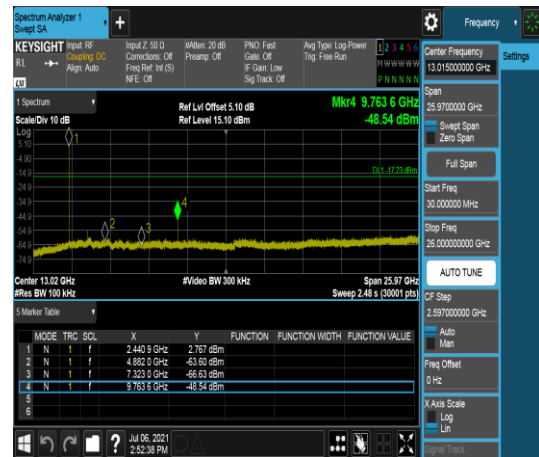 Spectrum Analyzer 1
Swept SA
+
Frequency
KEYSIGHT
RL
LXI
Input: RF
Coupling: DC
Align: Auto
Input Z: 50 Ω
Corrections: Off
Freq Ref: Int (S)
NFE: Off
#Atten: 20 dB
Preamp: Off
PNO: Fast
Gate: Off
IF Gain: Low
Sig Track: Off
Avg Type: Log-Power
Trig: Free Run
1 2 3 4 5 6
M W W W W W
P N N N N N
1 Spectrum
Scale/Div 10 dB
Ref Lvl Offset 5.10 dB
Ref Level 15.10 dBm
Mkr4 9.763 6 GHz
-48.54 dBm
Log
5.10
-4.90
-14.9
-24.9
-34.9
-44.9
-54.9
-64.9
-74.9
1
2
3
4
DL1 -17.23 dBm
Center 13.02 GHz
#Res BW 100 kHz
#Video BW 300 kHz
Span 25.97 GHz
Sweep 2.48 s (30001 pts)
5 Marker Table
MODE TRC SCL X Y FUNCTION FUNCTION WIDTH FUNCTION VALUE
1 N 1 f 2.440 9 GHz 2.767 dBm
2 N 1 f 4.882 0 GHz -63.60 dBm
3 N 1 f 7.323 0 GHz -66.63 dBm
4 N 1 f 9.763 6 GHz -48.54 dBm
5
6
?
Jul 06, 2021
2:52:38 PM
Center Frequency
13.015000000 GHz
Settings
Span
25.9700000 GHz
Swept Span
Zero Span
Full Span
Start Freq
30.000000 MHz
Stop Freq
26.000000000 GHz
AUTO TUNE
CF Step
2.597000000 GHz
Auto
Man
Freq Offset
0 Hz
X Axis Scale
Log
Lin
Signal Track